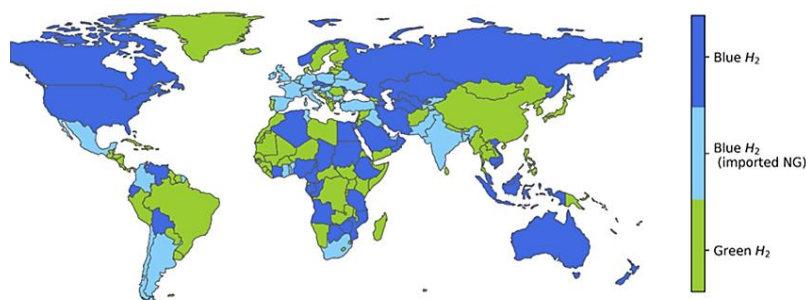 Blue H₂
Blue H₂
(imported NG)
Green H₂